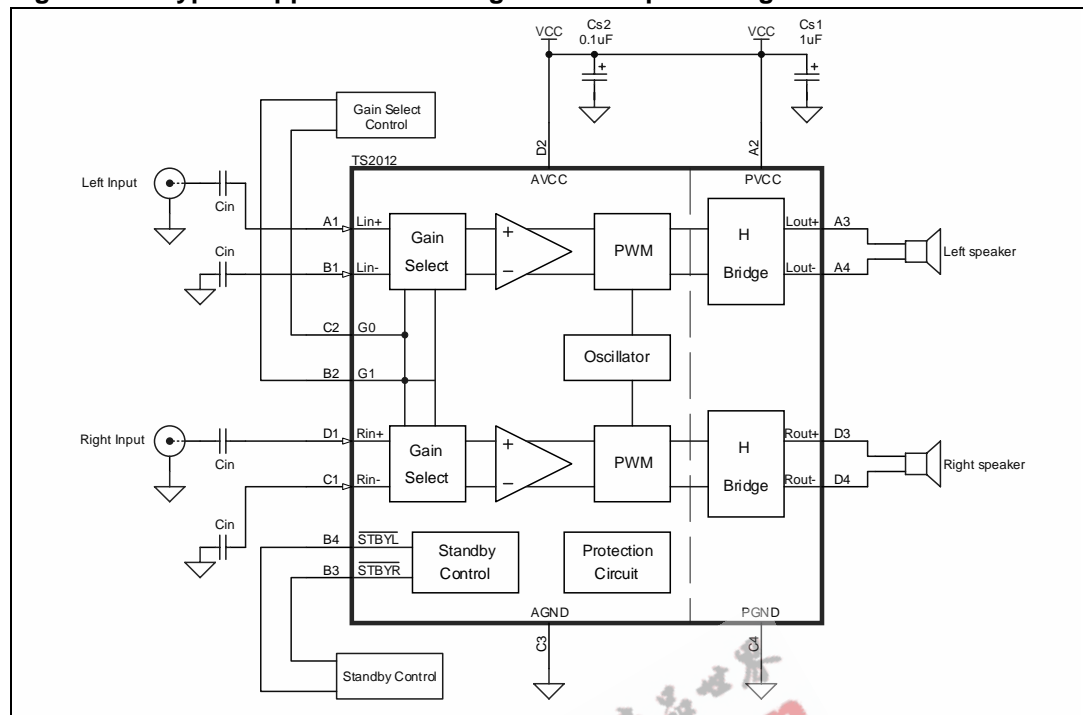 VCC
Cs2
0.1uF
VCC
Cs1
1uF
+
+
Gain Select
Control
D2
A2
TS2012
AVCC
PVCC
Left Input
Cin
A1
Lin+
Gain
Select
+
−
PWM
H
Bridge
Lout+
A3
Left speaker
Cin
B1
Lin-
Lout-
A4
C2
G0
Oscillator
B2
G1
Right Input
Cin
D1
Rin+
Gain
Select
+
−
PWM
H
Bridge
Rout+
D3
Right speaker
C1
Rin-
Rout-
D4
Cin
B4
STBYL
Standby
Control
Protection
Circuit
B3
STBYR
AGND
PGND
C3
C4
Standby Control